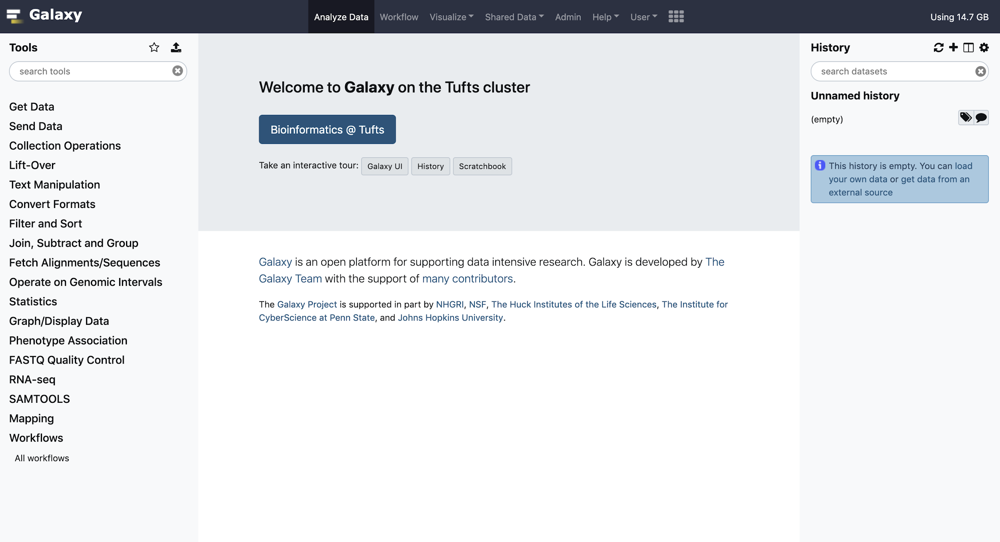 Galaxy
Analyze Data Workflow Visualize Shared Data Admin Help User
Using 14.7 GB
Tools
search tools
Get Data
Send Data
Collection Operations
Lift-Over
Text Manipulation
Convert Formats
Filter and Sort
Join, Subtract and Group
Fetch Alignments/Sequences
Operate on Genomic Intervals
Statistics
Graph/Display Data
Phenotype Association
FASTQ Quality Control
RNA-seq
SAMTOOLS
Mapping
Workflows
All workflows
Welcome to Galaxy on the Tufts cluster
Bioinformatics @ Tufts
Take an interactive tour: Galaxy UI History Scratchbook
Galaxy is an open platform for supporting data intensive research. Galaxy is developed by The
Galaxy Team with the support of many contributors.
The Galaxy Project is supported in part by NHGRI, NSF, The Huck Institutes of the Life Sciences, The Institute for
CyberScience at Penn State, and Johns Hopkins University.
History
search datasets
Unnamed history
(empty)
This history is empty. You can load
your own data or get data from an
external source